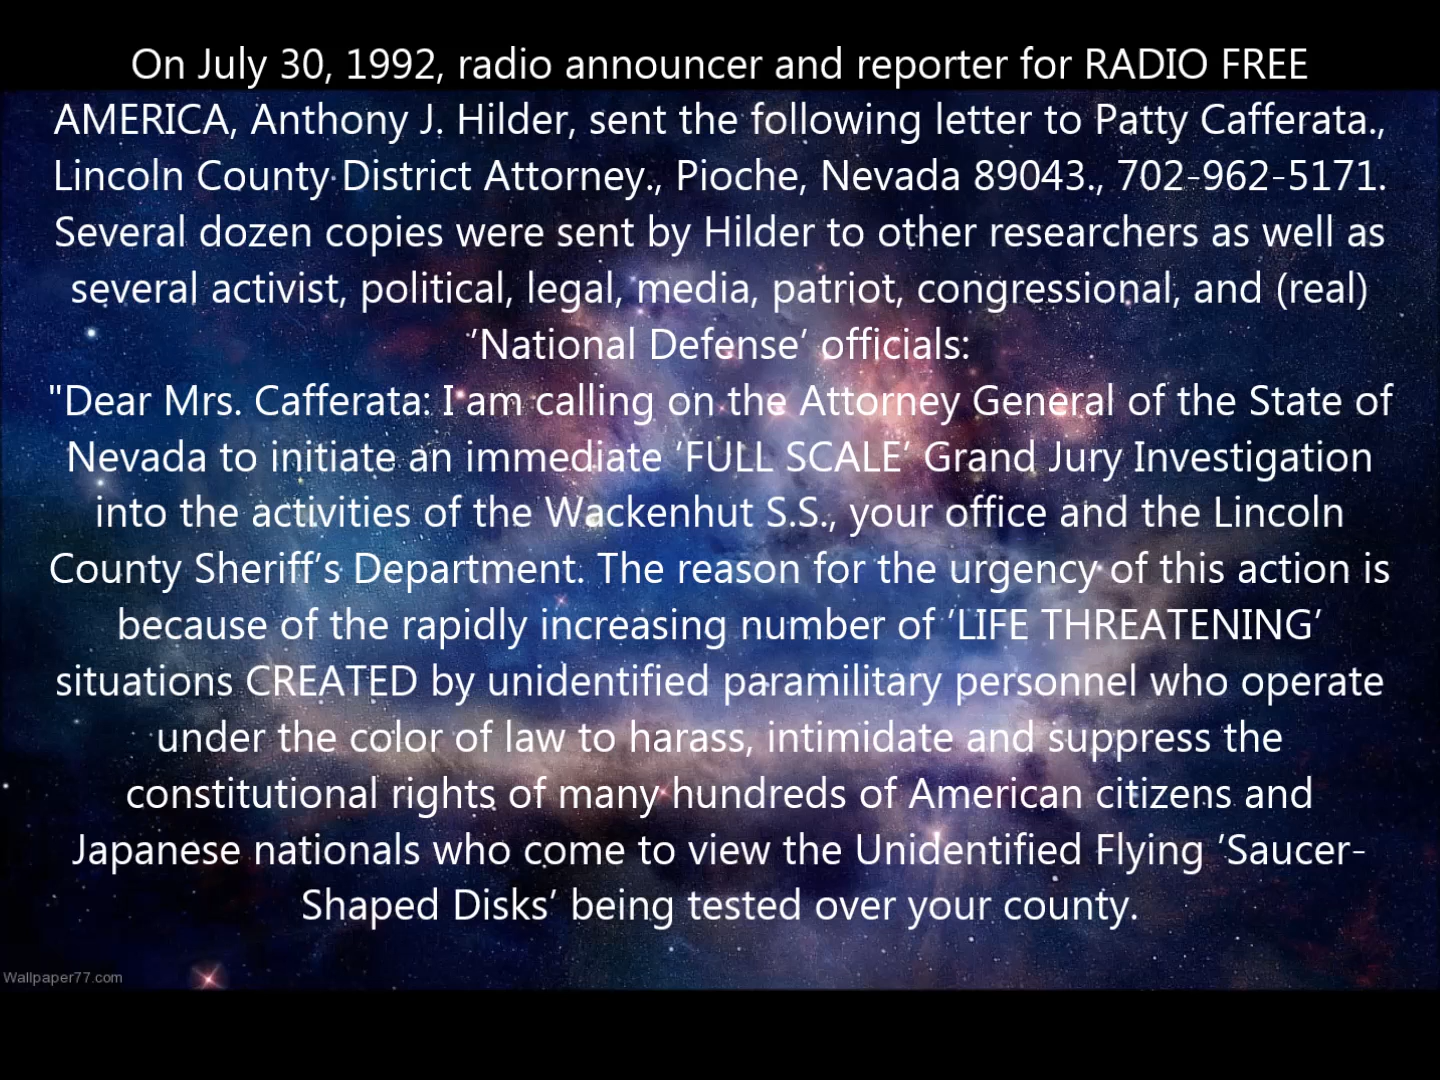 On July 30, 1992, radio announcer and reporter for RADIO FREE
AMERICA, Anthony J. Hilder, sent the following letter to Patty Cafferata.,
Lincoln County District Attorney., Pioche, Nevada 89043., 702-962-5171.
Several dozen copies were sent by Hilder to other researchers as well as
several activist, political, legal, media, patriot, congressional, and (real)
'National Defense' officials:
"Dear Mrs. Cafferata: I am calling on the Attorney General of the State of
Nevada to initiate an immediate 'FULL SCALE' Grand Jury Investigation
into the activities of the Wackenhut S.S., your office and the Lincoln
County Sheriff's Department. The reason for the urgency of this action is
because of the rapidly increasing number of 'LIFE THREATENING'
situations CREATED by unidentified paramilitary personnel who operate
under the color of law to harass, intimidate and suppress the
constitutional rights of many hundreds of American citizens and
Japanese nationals who come to view the Unidentified Flying 'Saucer-
Shaped Disks' being tested over your county.
Wallpaper77.com